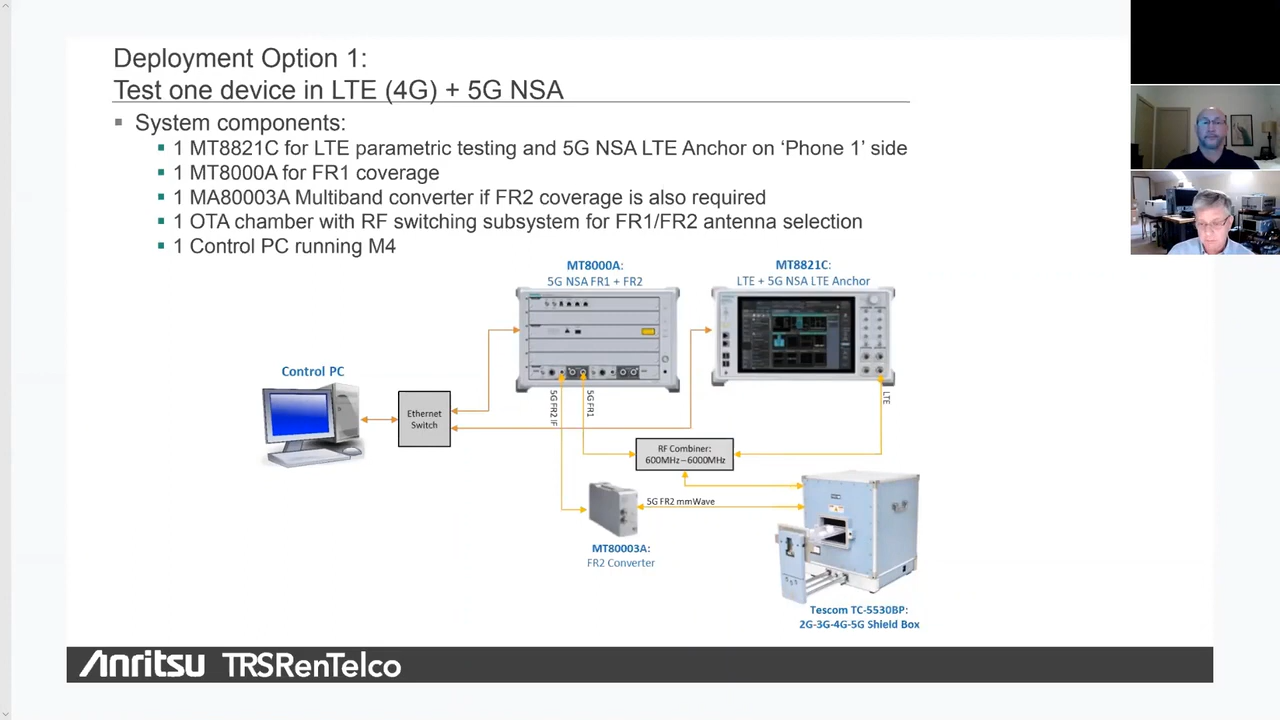 Deployment Option 1:
Test one device in LTE (4G) + 5G NSA
System components:
1 MT8821C for LTE parametric testing and 5G NSA LTE Anchor on ‘Phone 1’ side
1 MT8000A for FR1 coverage
1 MA80003A Multiband converter if FR2 coverage is also required
1 OTA chamber with RF switching subsystem for FR1/FR2 antenna selection
1 Control PC running M4
MT8000A:
5G NSA FR1 + FR2
MT8821C:
LTE + 5G NSA LTE Anchor
Control PC
Ethernet
Switch
5G FR2 IF
5G FR1
LTE
RF Combiner:
600MHz – 6000MHz
5G FR2 mmWave
MT80003A:
FR2 Converter
Tescom TC-5530BP:
2G-3G-4G-5G Shield Box
Anritsu TRSRenTelco